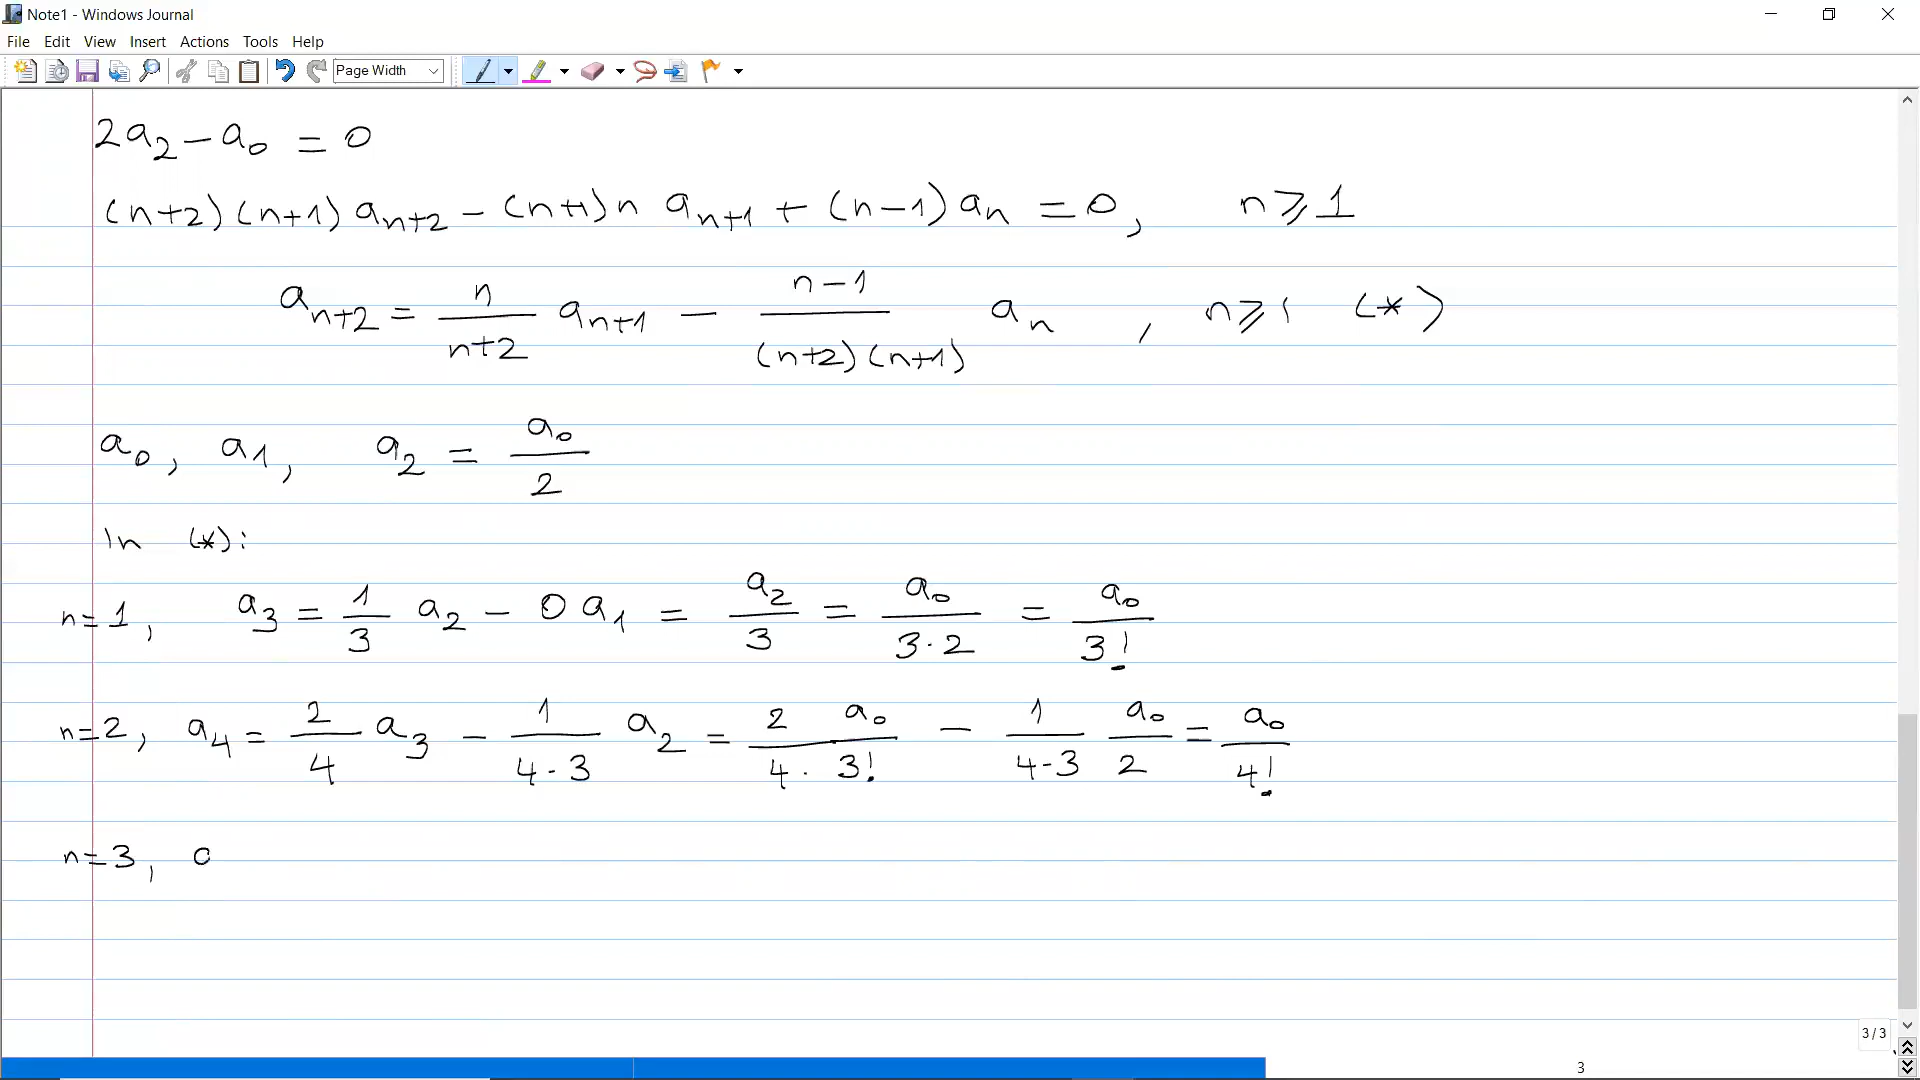 Note1 - Windows Journal
File Edit View Insert Actions Tools Help
Page Width
2a₂ - a₀ = 0
(n+2)(n+1) aₙ₊₂ - (n+1)n aₙ₊₁ + (n-1)aₙ = 0, n ⩾ 1
aₙ₊₂ = n/(n+2) aₙ₊₁ - (n-1)/((n+2)(n+1)) aₙ, n ⩾ 1 (*)
a₀, a₁, a₂ = a₀/2
In (*):
n=1, a₃ = 1/3 a₂ - 0 a₁ = a₂/3 = a₀/(3·2) = a₀/3!
n=2, a₄ = 2/4 a₃ - 1/(4·3) a₂ = 2/4 · a₀/3! - 1/(4·3) a₀/2 = a₀/4!
n=3,
3 / 3
3